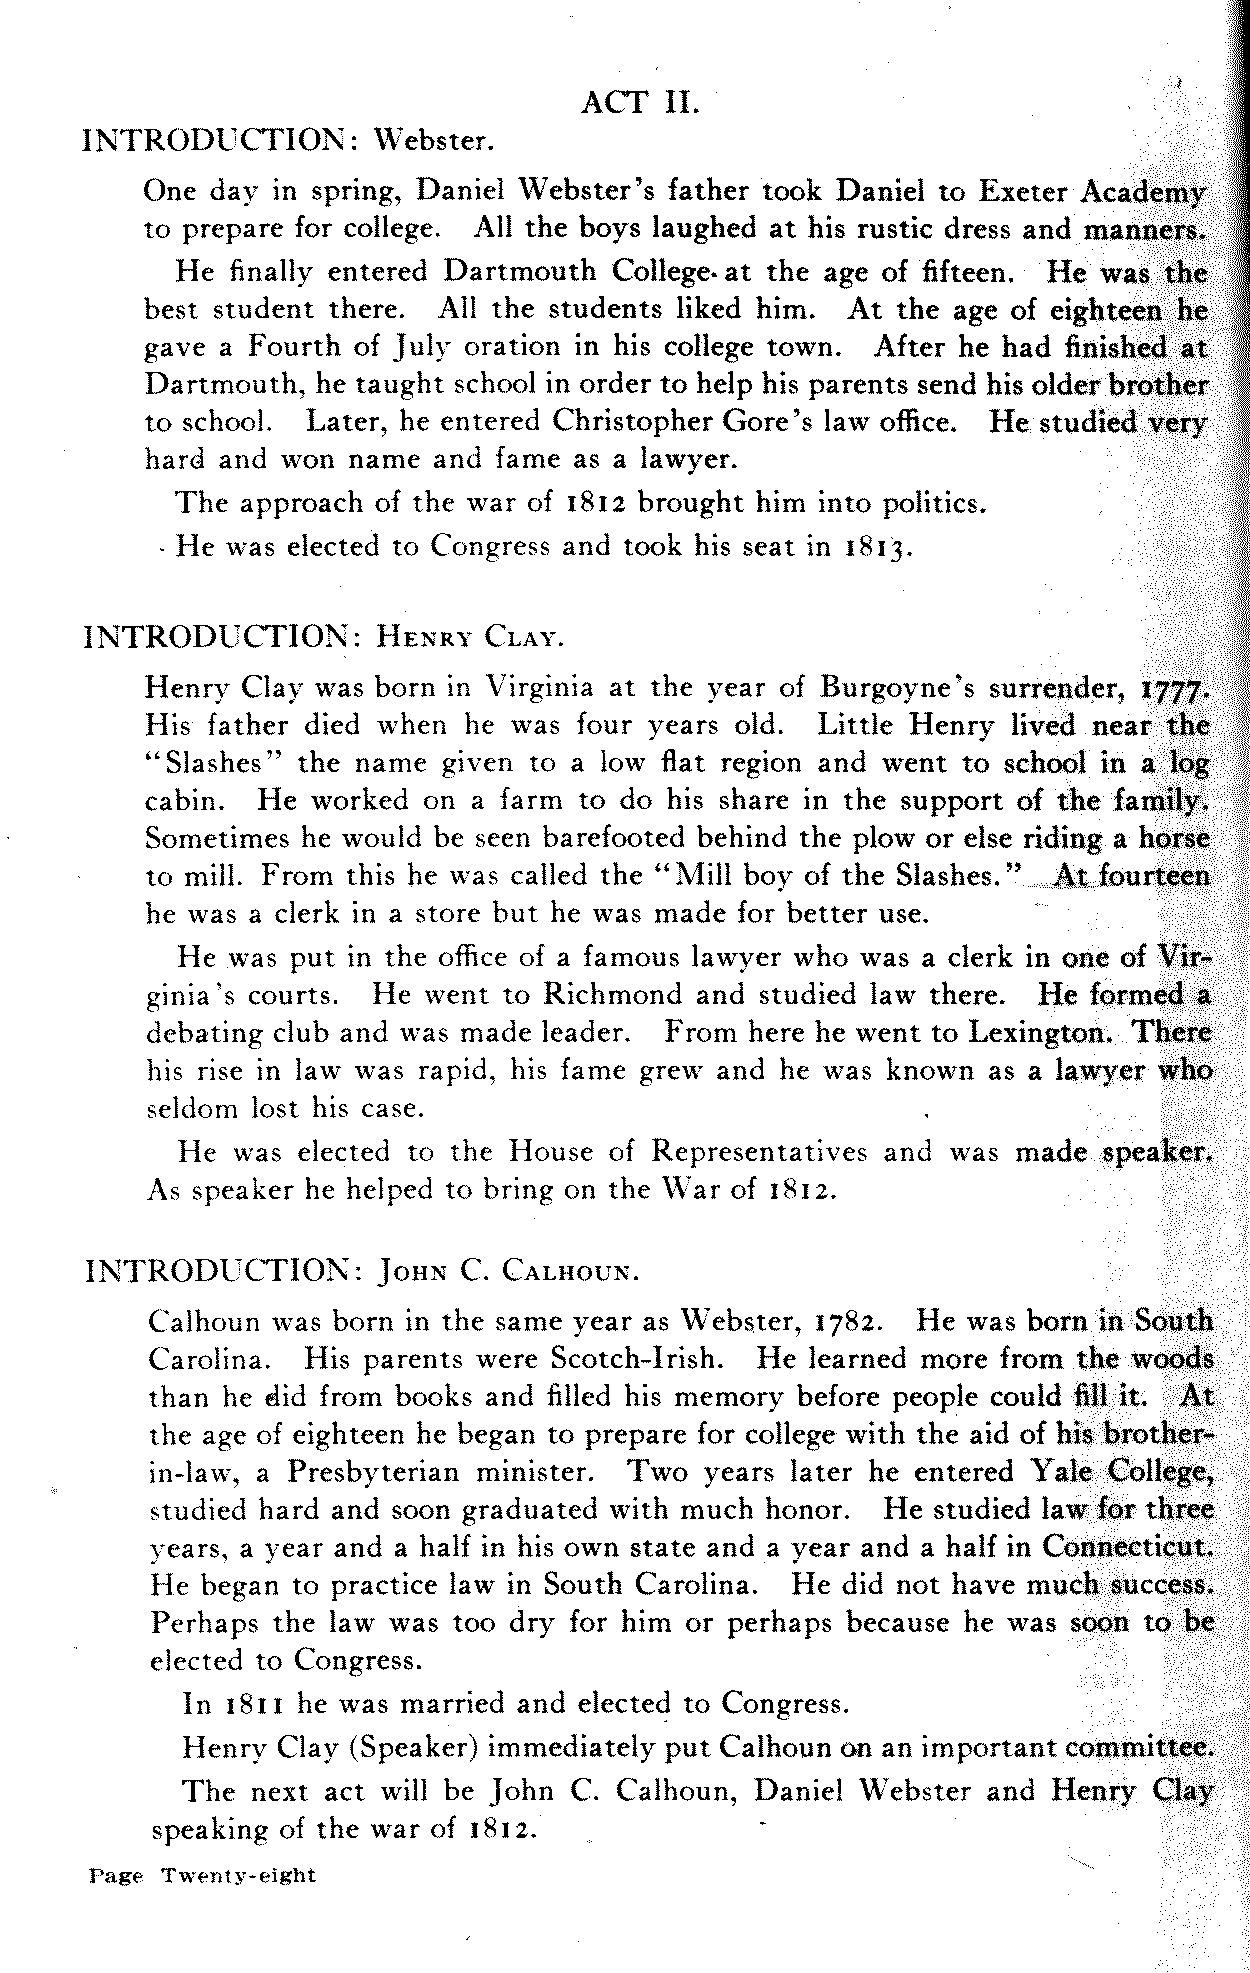 ACT II.
INTRODUCTION: Webster.
One day in spring, Daniel Webster's father took Daniel to Exeter Academy
to prepare for college. All the boys laughed at his rustic dress and manners.
He finally entered Dartmouth College at the age of fifteen. He was the
best student there. All the students liked him. At the age of eighteen he
gave a Fourth of July oration in his college town. After he had finished at
Dartmouth, he taught school in order to help his parents send his older brother
to school. Later, he entered Christopher Gore's law office. He studied very
hard and won name and fame as a lawyer.
The approach of the war of 1812 brought him into politics.
He was elected to Congress and took his seat in 1813.
INTRODUCTION: HENRY CLAY.
Henry Clay was born in Virginia at the year of Burgoyne's surrender, 1777.
His father died when he was four years old. Little Henry lived near the
"Slashes" the name given to a low flat region and went to school in a log
cabin. He worked on a farm to do his share in the support of the family.
Sometimes he would be seen barefooted behind the plow or else riding a horse
to mill. From this he was called the "Mill boy of the Slashes." At fourteen
he was a clerk in a store but he was made for better use.
He was put in the office of a famous lawyer who was a clerk in one of Vir-
ginia's courts. He went to Richmond and studied law there. He formed a
debating club and was made leader. From here he went to Lexington. There
his rise in law was rapid, his fame grew and he was known as a lawyer who
seldom lost his case.
He was elected to the House of Representatives and was made speaker.
As speaker he helped to bring on the War of 1812.
INTRODUCTION: JOHN C. CALHOUN.
Calhoun was born in the same year as Webster, 1782. He was born in South
Carolina. His parents were Scotch-Irish. He learned more from the woods
than he did from books and filled his memory before people could fill it. At
the age of eighteen he began to prepare for college with the aid of his brother-
in-law, a Presbyterian minister. Two years later he entered Yale College,
studied hard and soon graduated with much honor. He studied law for three
years, a year and a half in his own state and a year and a half in Connecticut.
He began to practice law in South Carolina. He did not have much success.
Perhaps the law was too dry for him or perhaps because he was soon to be
elected to Congress.
In 1811 he was married and elected to Congress.
Henry Clay (Speaker) immediately put Calhoun on an important committee.
The next act will be John C. Calhoun, Daniel Webster and Henry Clay
speaking of the war of 1812.
Page Twenty-eight